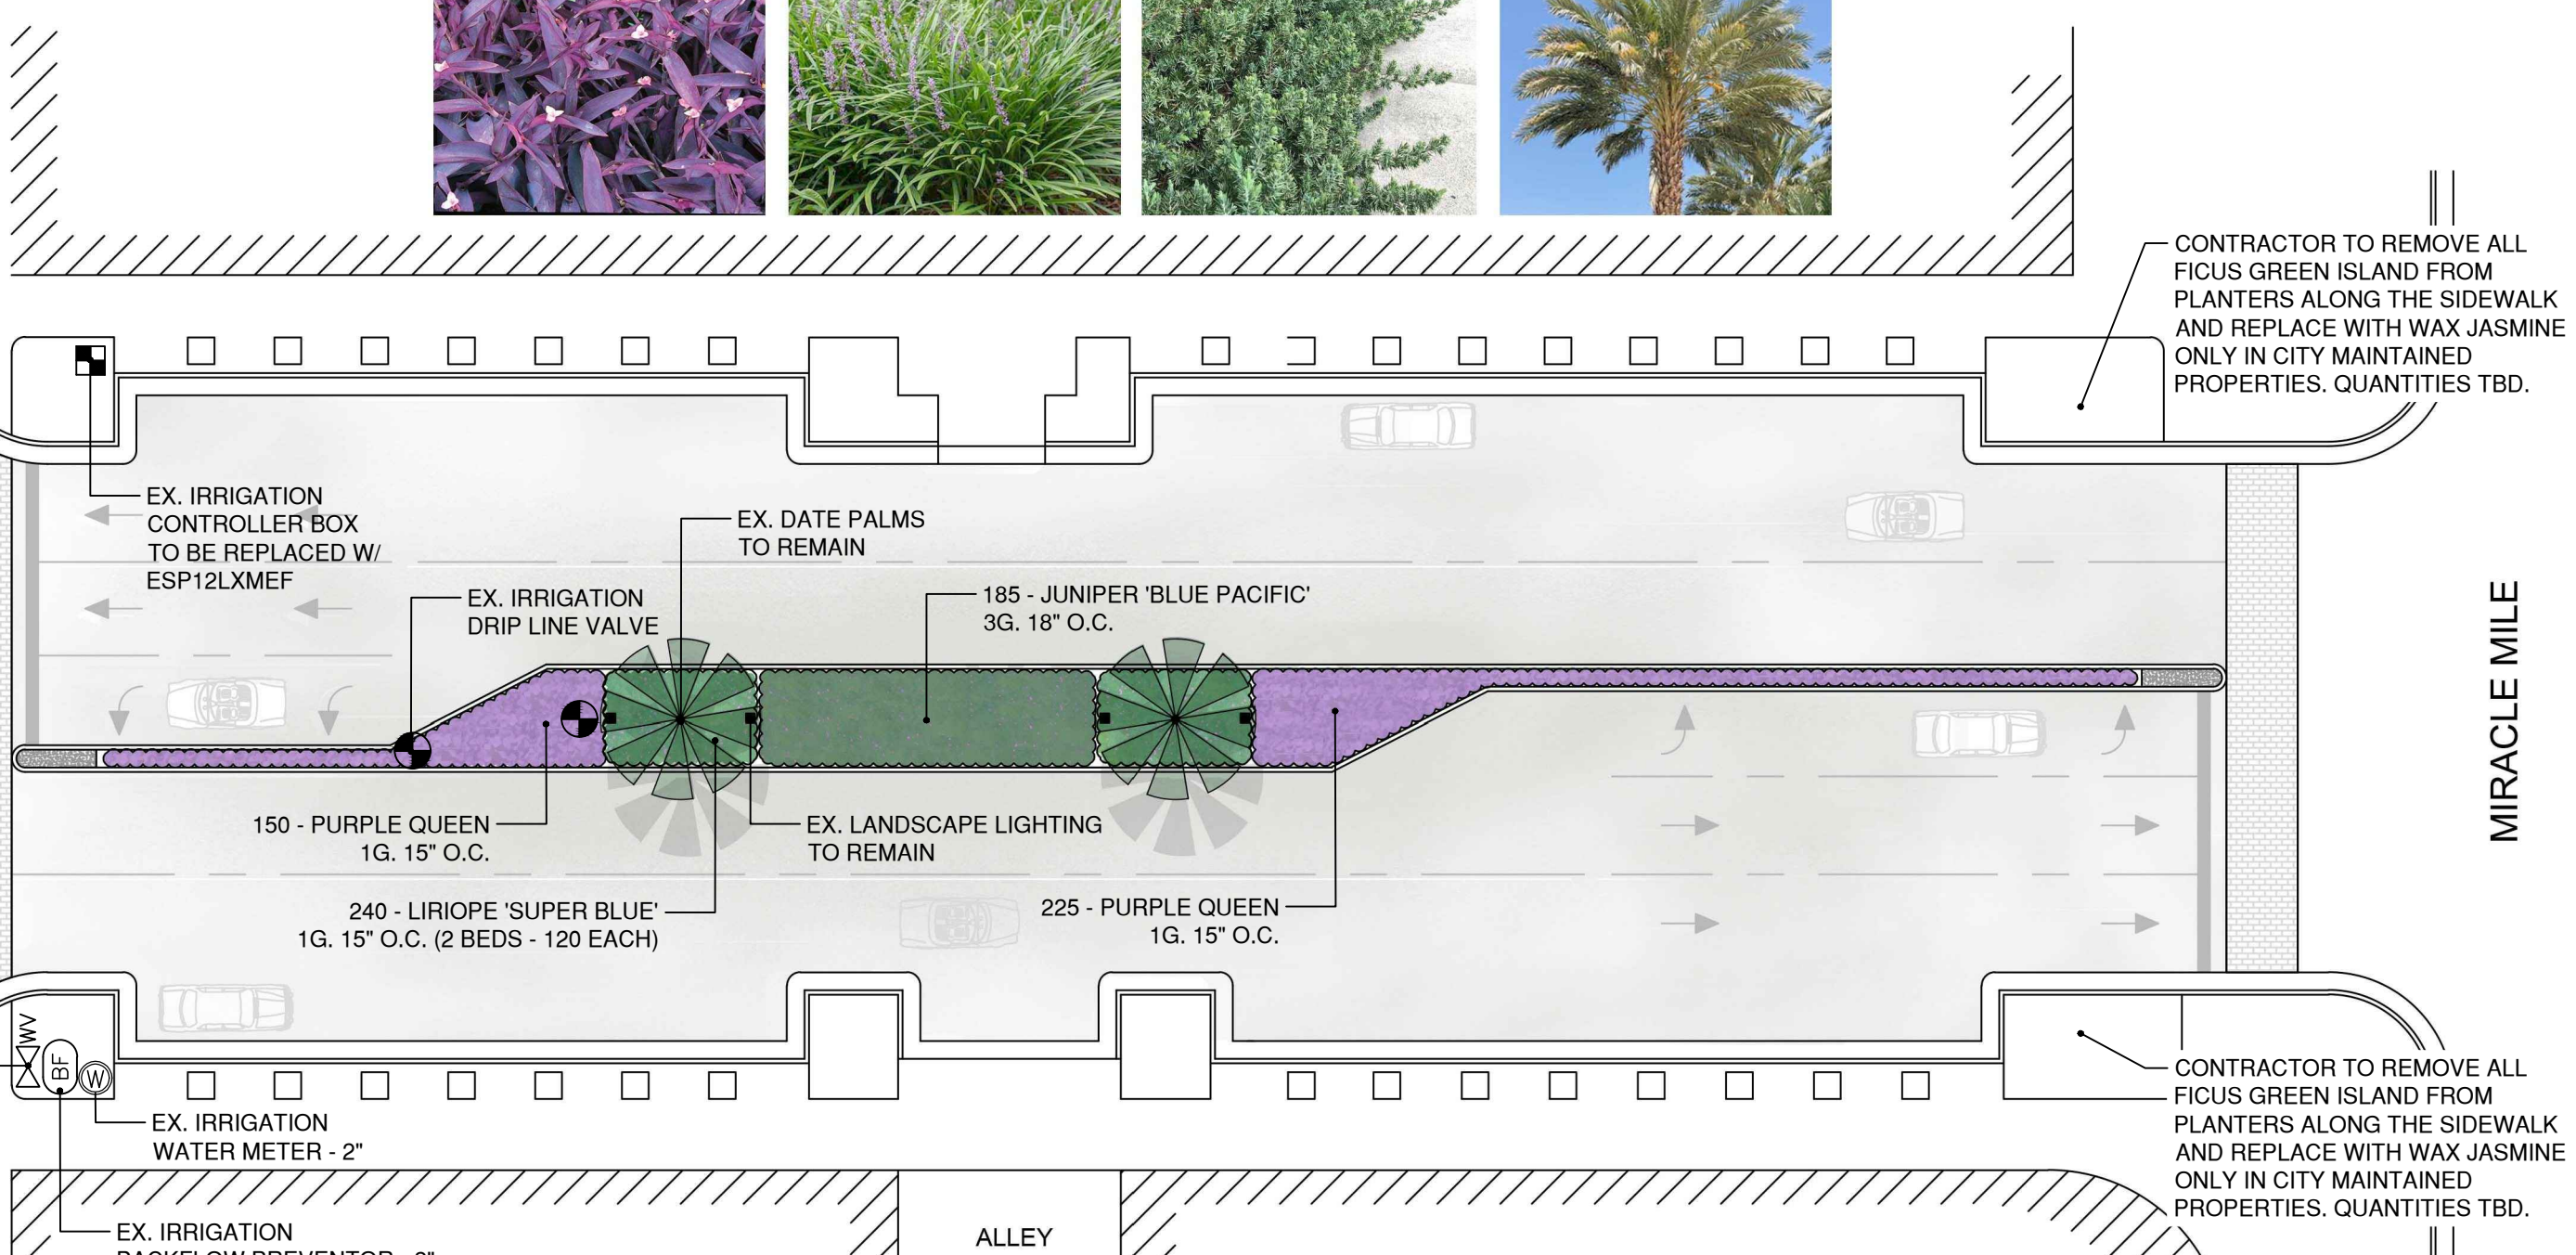 CONTRACTOR TO REMOVE ALL
FICUS GREEN ISLAND FROM
PLANTERS ALONG THE SIDEWALK
AND REPLACE WITH WAX JASMINE
ONLY IN CITY MAINTAINED
PROPERTIES. QUANTITIES TBD.
EX. IRRIGATION
CONTROLLER BOX
TO BE REPLACED W/
ESP12LXMEF
EX. DATE PALMS
TO REMAIN
EX. IRRIGATION
DRIP LINE VALVE
185 - JUNIPER 'BLUE PACIFIC'
3G. 18" O.C.
MIRACLE MILE
150 - PURPLE QUEEN
1G. 15" O.C.
EX. LANDSCAPE LIGHTING
TO REMAIN
240 - LIRIOPE 'SUPER BLUE'
1G. 15" O.C. (2 BEDS - 120 EACH)
225 - PURPLE QUEEN
1G. 15" O.C.
WV
BF
W
EX. IRRIGATION
WATER METER - 2"
CONTRACTOR TO REMOVE ALL
FICUS GREEN ISLAND FROM
PLANTERS ALONG THE SIDEWALK
AND REPLACE WITH WAX JASMINE
ONLY IN CITY MAINTAINED
PROPERTIES. QUANTITIES TBD.
EX. IRRIGATION
BACKFLOW PREVENTOR - 2"
ALLEY